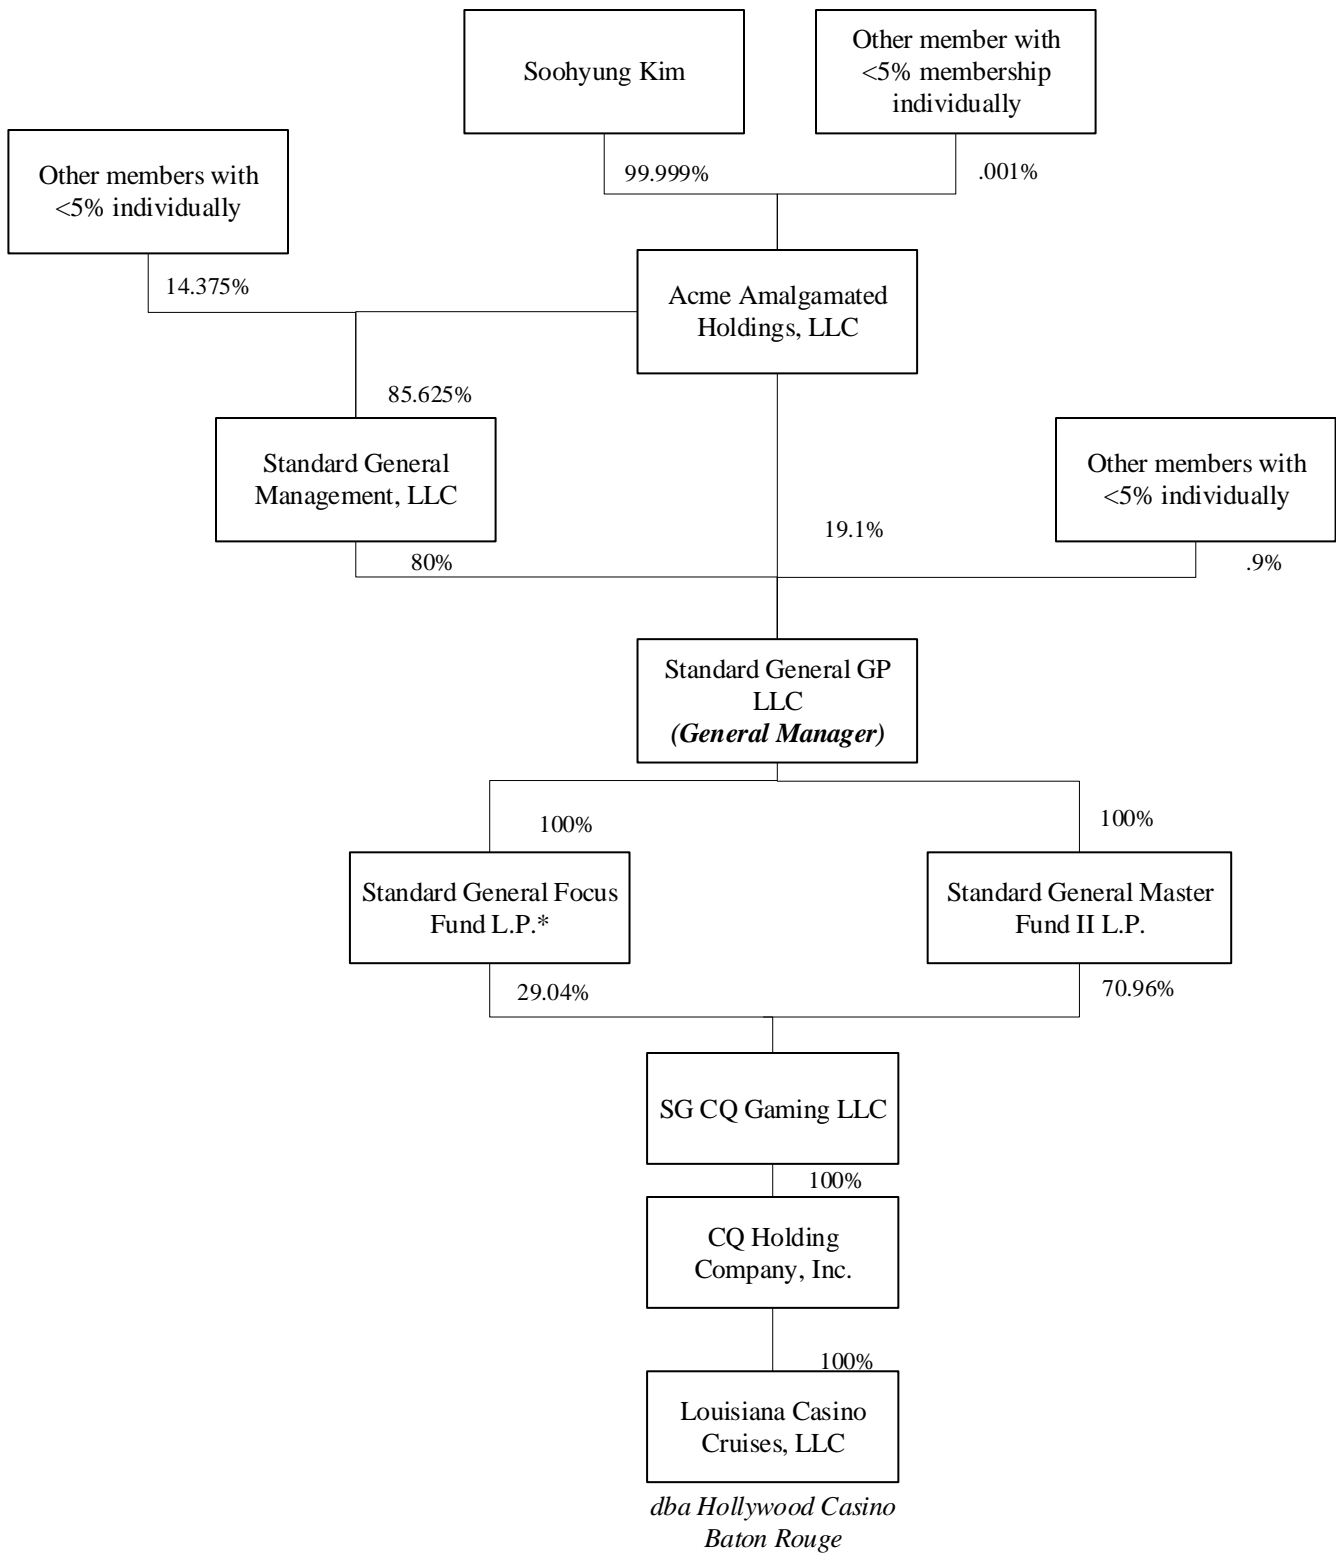 Soohyung Kim
Other member with
<5% membership
individually
Other members with
<5% individually
99.999%
.001%
14.375%
Acme Amalgamated
Holdings, LLC
85.625%
Standard General
Management, LLC
Other members with
<5% individually
19.1%
80%
.9%
Standard General GP
LLC
(General Manager)
100%
100%
Standard General Focus
Fund L.P.*
Standard General Master
Fund II L.P.
29.04%
70.96%
SG CQ Gaming LLC
100%
CQ Holding
Company, Inc.
100%
Louisiana Casino
Cruises, LLC
dba Hollywood Casino
Baton Rouge